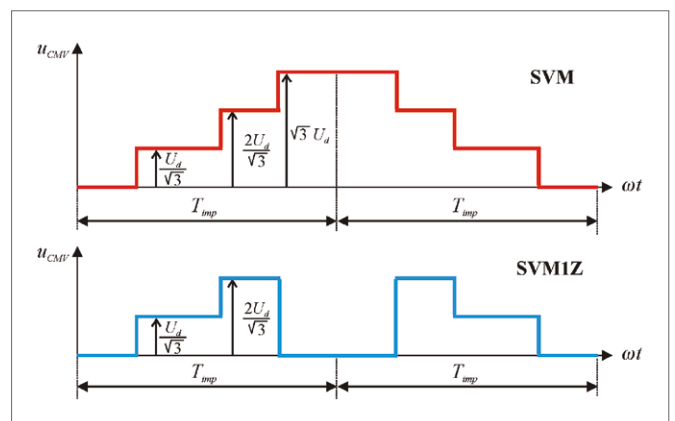 u_CMV
SVM
U_d/√3
2U_d/√3
√3 U_d
ωt
T_imp
T_imp
u_CMV
SVM1Z
U_d/√3
2U_d/√3
ωt
T_imp
T_imp